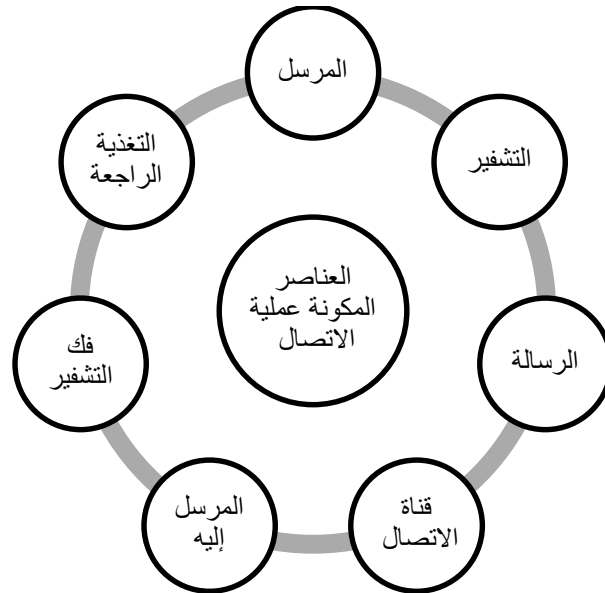 المرسل
التشفير
الرسالة
قناة
الاتصال
المرسل
إليه
فك
التشفير
التغذية
الراجعة
العناصر
المكونة عملية
الاتصال